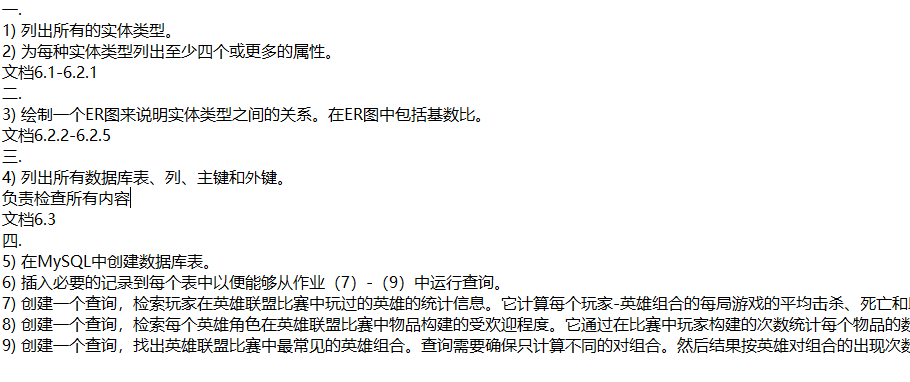 一.
1) 列出所有的实体类型。
2) 为每种实体类型列出至少四个或更多的属性。
文档6.1-6.2.1
二.
3) 绘制一个ER图来说明实体类型之间的关系。在ER图中包括基数比。
文档6.2.2-6.2.5
三.
4) 列出所有数据库表、列、主键和外键。
负责检查所有内容
文档6.3
四.
5) 在MySQL中创建数据库表。
6) 插入必要的记录到每个表中以便能够从作业（7）-（9）中运行查询。
7) 创建一个查询，检索玩家在英雄联盟比赛中玩过的英雄的统计信息。它计算每个玩家-英雄组合的每局游戏的平均击杀、死亡和
8) 创建一个查询，检索每个英雄角色在英雄联盟比赛中物品构建的受欢迎程度。它通过在比赛中玩家构建的次数统计每个物品的
9) 创建一个查询，找出英雄联盟比赛中最常见的英雄组合。查询需要确保只计算不同的对组合。然后结果按英雄对组合的出现次